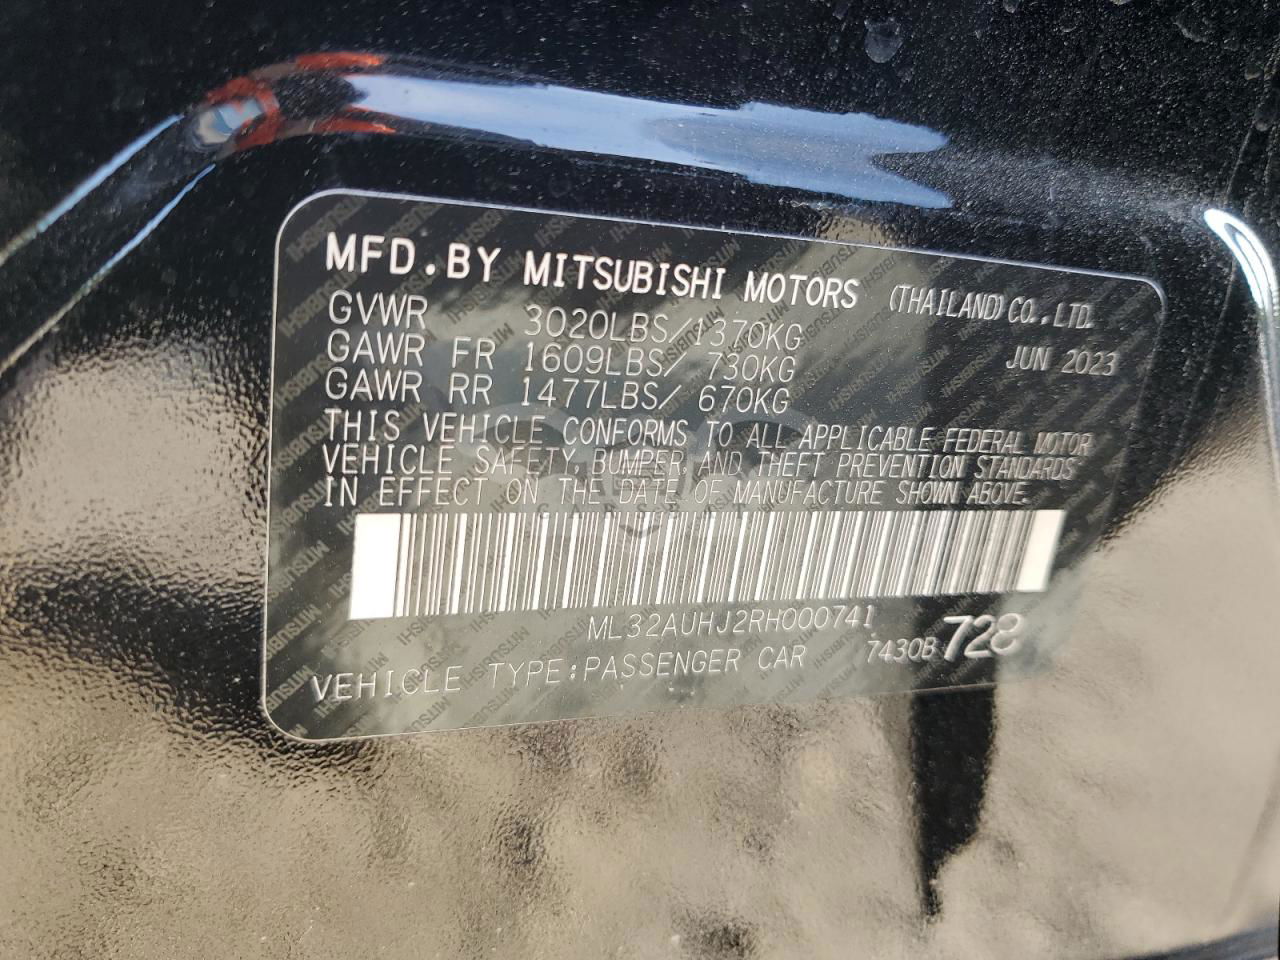 MFD.BY MITSUBISHI MOTORS (THAILAND)CO.,LTD.
GVWR 3020LBS/1370KG
GAWR FR 1609LBS/ 730KG JUN 2023
GAWR RR 1477LBS/ 670KG
THIS VEHICLE CONFORMS TO ALL APPLICABLE FEDERAL MOTOR
VEHICLE SAFETY, BUMPER, AND THEFT PREVENTION STANDARDS
IN EFFECT ON THE DATE OF MANUFACTURE SHOWN ABOVE.
ML32AUHJ2RH000741
VEHICLE TYPE:PASSENGER CAR 7430B 728